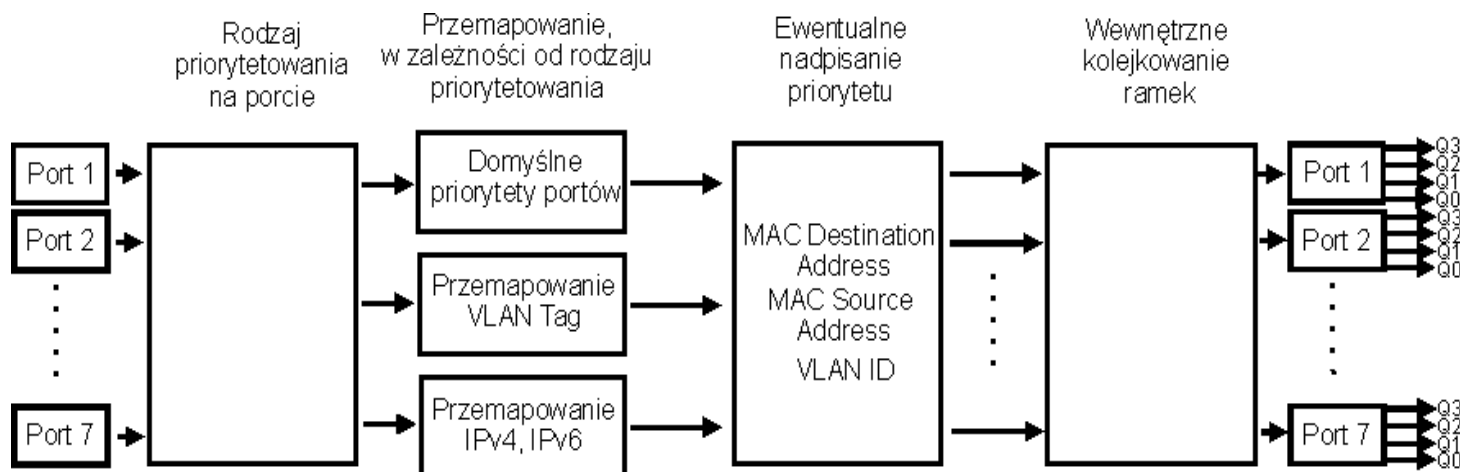 Rodzaj
priorytetowania
na porcie
Przemapowanie,
w zależności od rodzaju
priorytetowania
Ewentualne
nadpisanie
priorytetu
Wewnętrzne
kolejkowanie
ramek
Port 1
Port 2
Port 7
Domyślne
priorytety portów
Przemapowanie
VLAN Tag
Przemapowanie
IPv4, IPv6
MAC Destination
Address
MAC Source
Address
VLAN ID
Port 1
Q3
Q2
Q1
Q0
Port 2
Q3
Q2
Q1
Q0
Port 7
Q3
Q2
Q1
Q0